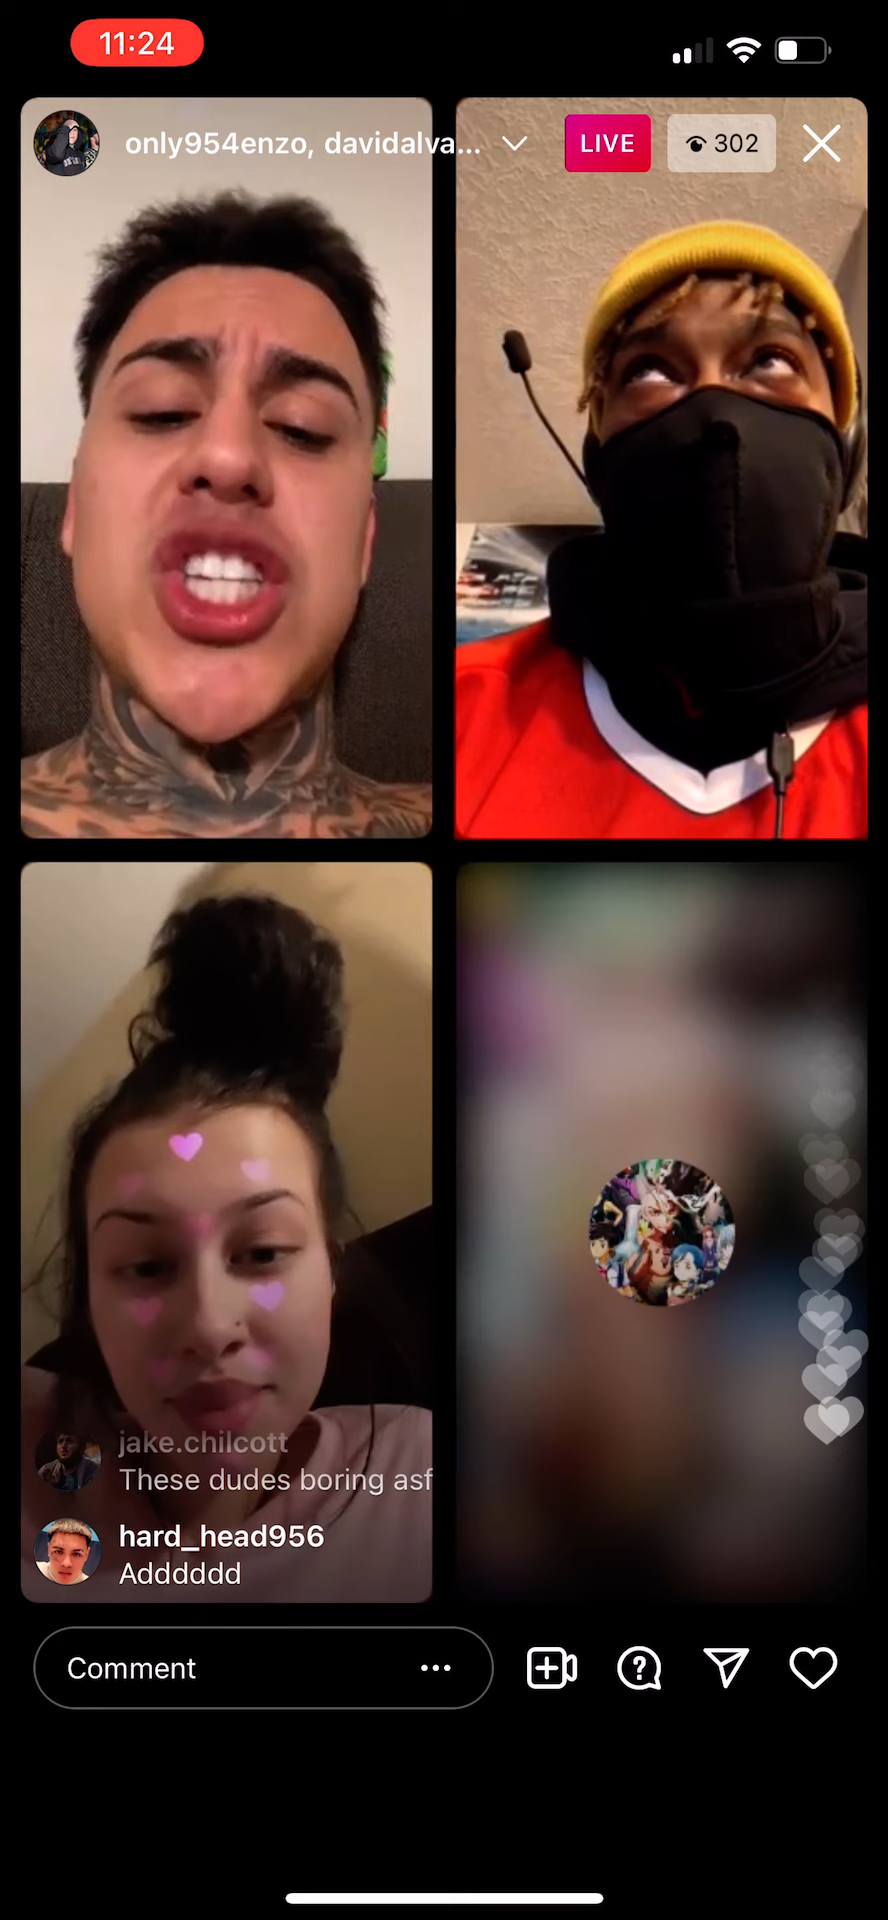 11:24
only954enzo, davidalva...
LIVE
302
jake.chilcott
These dudes boring asf
hard_head956
Adddddd
Comment